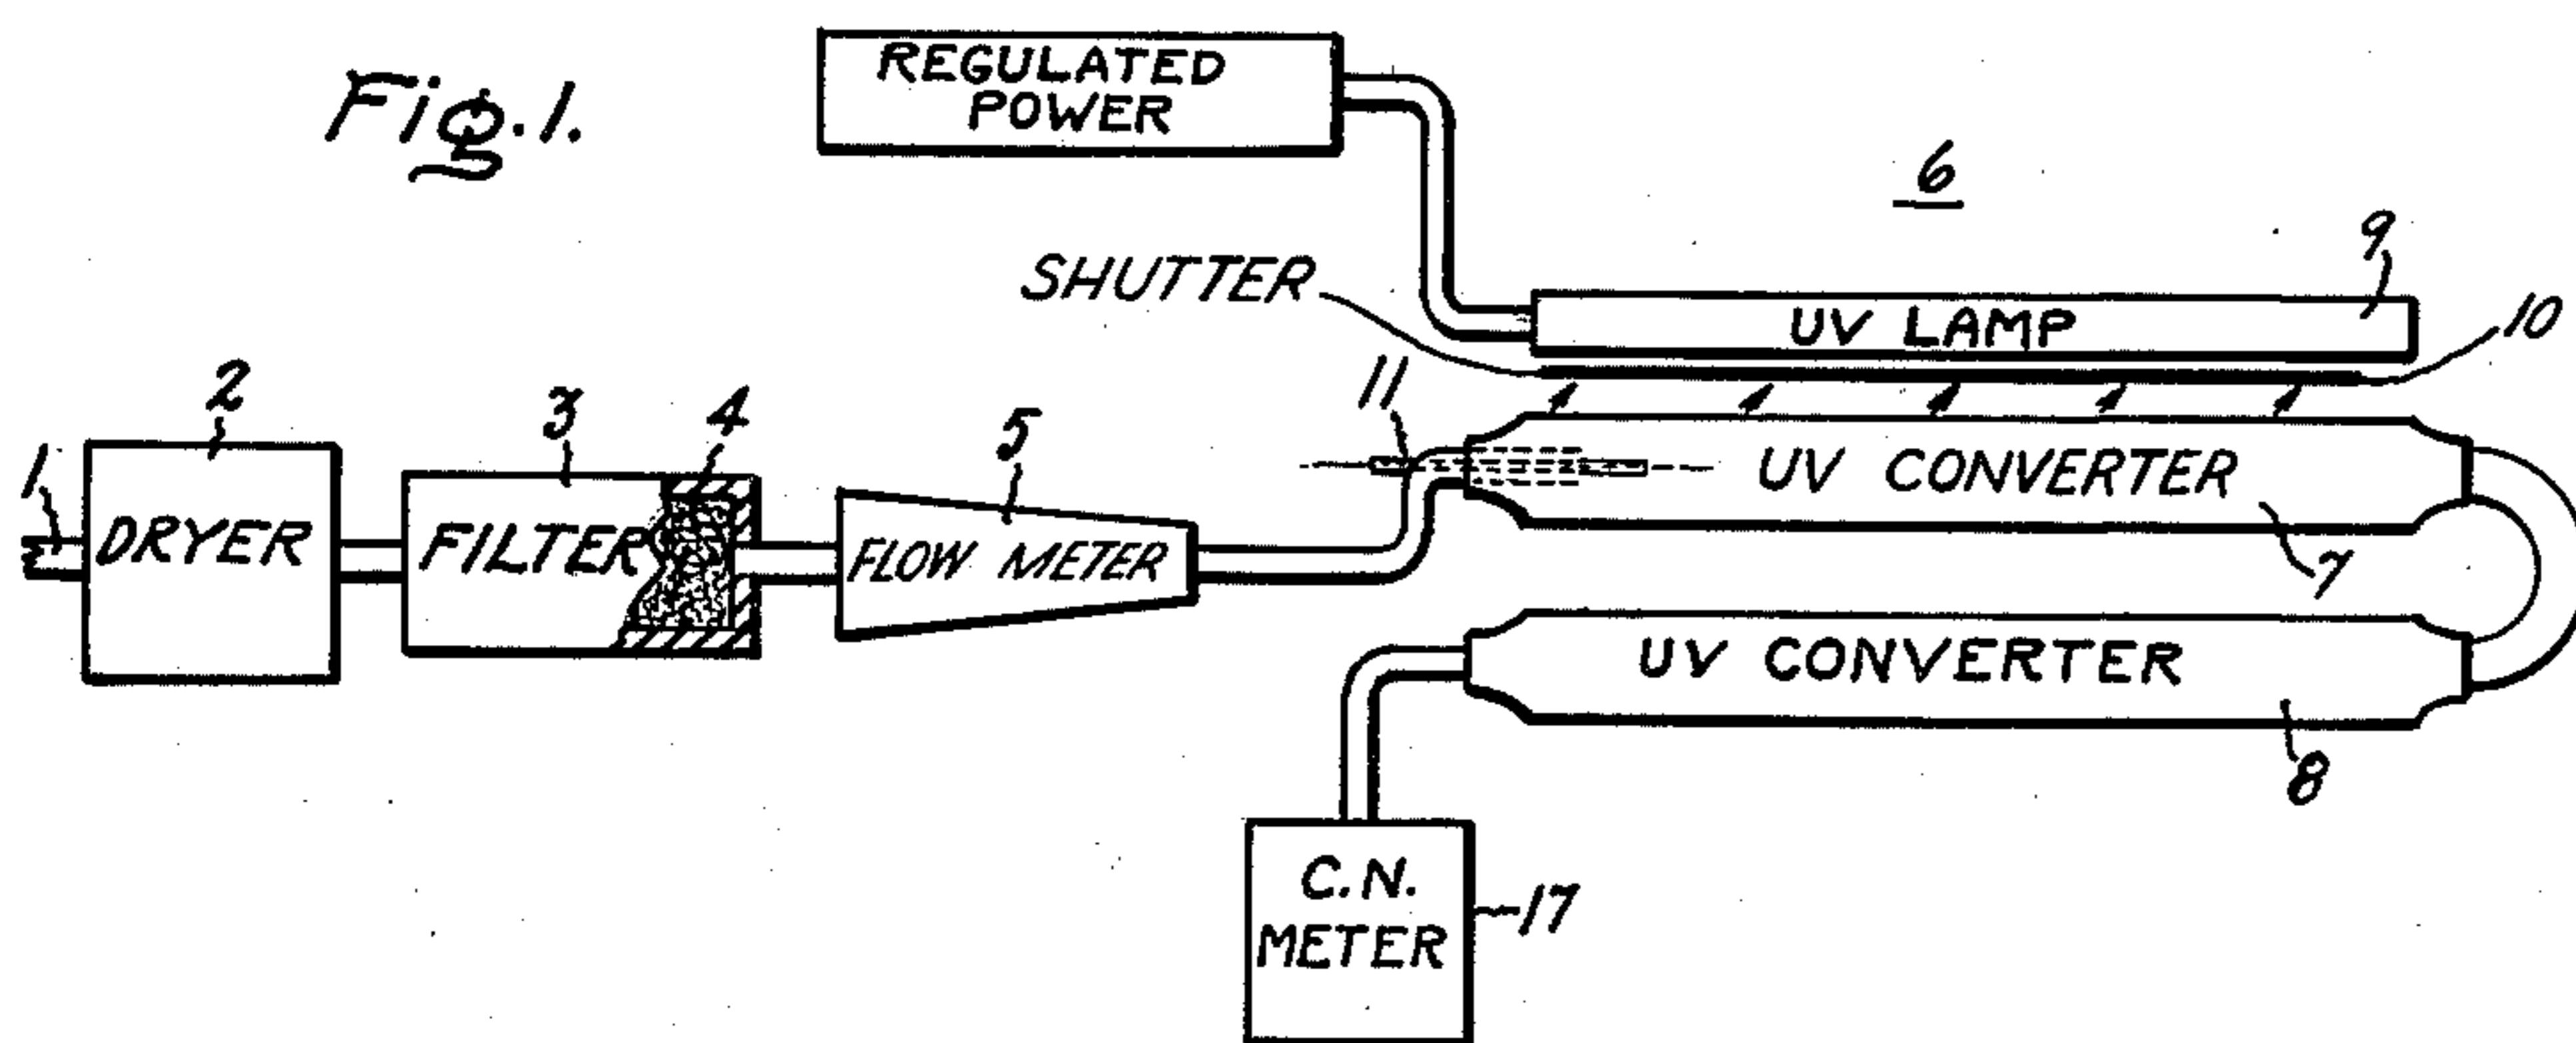 Fig. 1.
REGULATED
POWER
6
SHUTTER
9
UV LAMP
10
11
2
3
4
5
1
DRYER
FILTER
FLOW METER
UV CONVERTER
7
UV CONVERTER
8
C.N.
METER
17